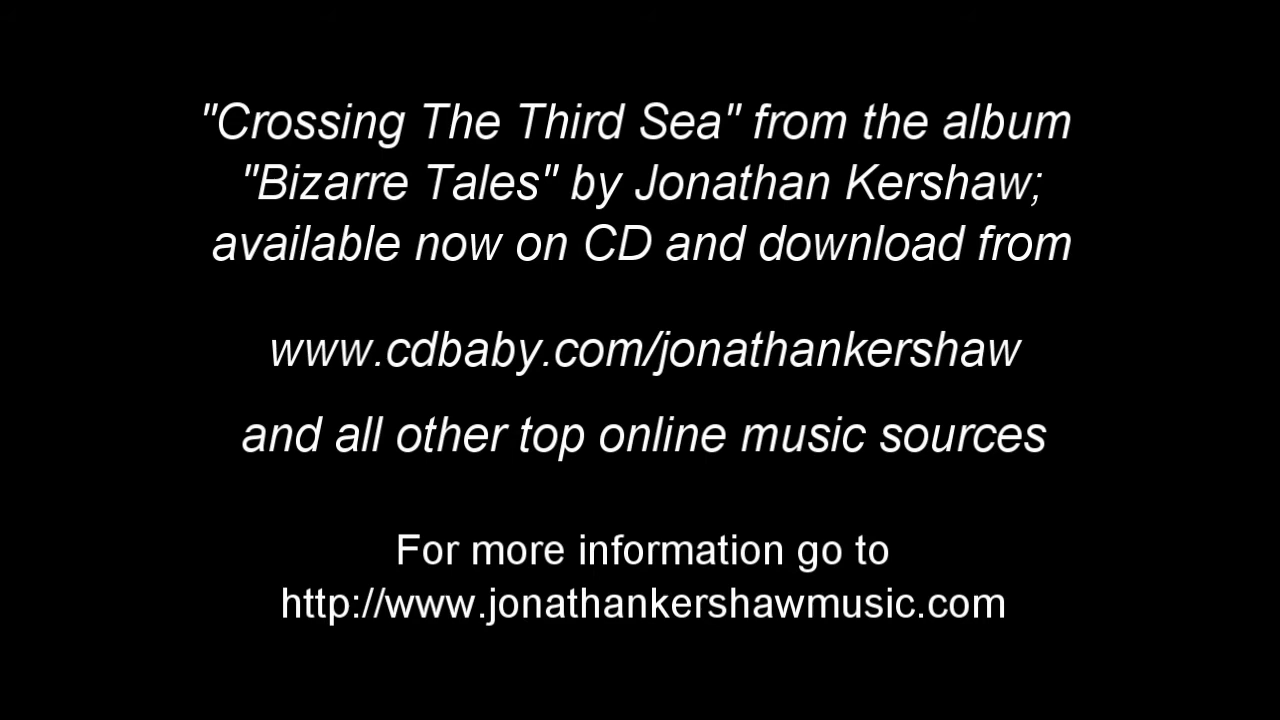 "Crossing The Third Sea" from the album
"Bizarre Tales" by Jonathan Kershaw;
available now on CD and download from
www.cdbaby.com/jonathankershaw
and all other top online music sources
For more information go to
http://www.jonathankershawmusic.com